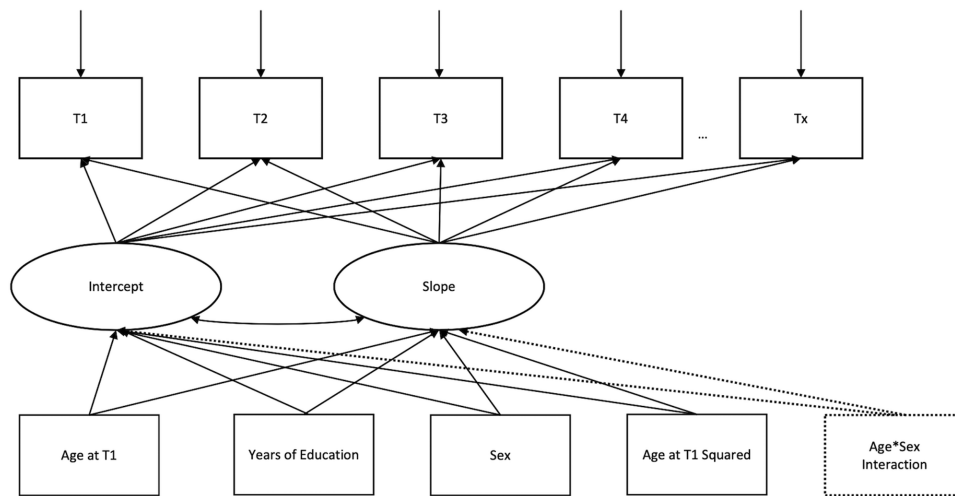 T1
T2
T3
T4
...
Tx
Intercept
Slope
Age at T1
Years of Education
Sex
Age at T1 Squared
Age*Sex
Interaction